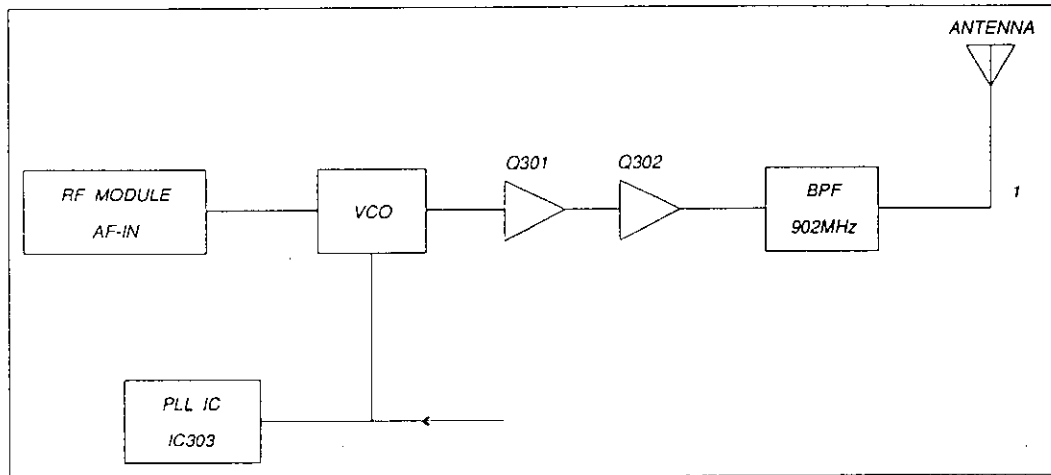 ANTENNA
Q301
Q302
RF MODULE
AF-IN
VCO
BPF
902MHz
1
PLL IC
IC303